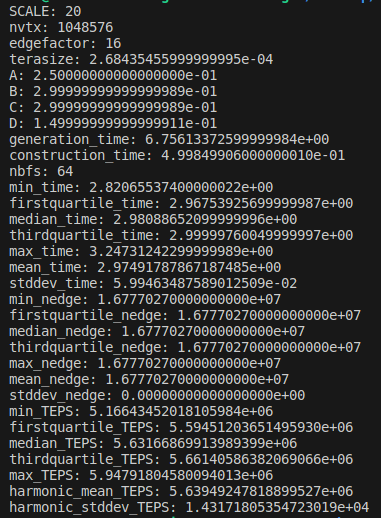 SCALE: 20
nvtx: 1048576
edgefactor: 16
terasize: 2.68435455999999995e-04
A: 2.50000000000000000e-01
B: 2.99999999999999989e-01
C: 2.99999999999999989e-01
D: 1.49999999999999911e-01
generation_time: 6.75613372599999984e+00
construction_time: 4.99849906000000010e-01
nbfs: 64
min_time: 2.82065537400000022e+00
firstquartile_time: 2.96753925699999987e+00
median_time: 2.98088652099999996e+00
thirdquartile_time: 2.99999760049999997e+00
max_time: 3.24731242299999989e+00
mean_time: 2.97491787867187485e+00
stddev_time: 5.99463487589012509e-02
min_nedge: 1.67770270000000000e+07
firstquartile_nedge: 1.67770270000000000e+07
median_nedge: 1.67770270000000000e+07
thirdquartile_nedge: 1.67770270000000000e+07
max_nedge: 1.67770270000000000e+07
mean_nedge: 1.67770270000000000e+07
stddev_nedge: 0.00000000000000000e+00
min_TEPS: 5.16643452018105984e+06
firstquartile_TEPS: 5.59451203651495930e+06
median_TEPS: 5.63166869913989399e+06
thirdquartile_TEPS: 5.66140586382069066e+06
max_TEPS: 5.94791804580094013e+06
harmonic_mean_TEPS: 5.63949247818899527e+06
harmonic_stddev_TEPS: 1.43171805354723019e+04